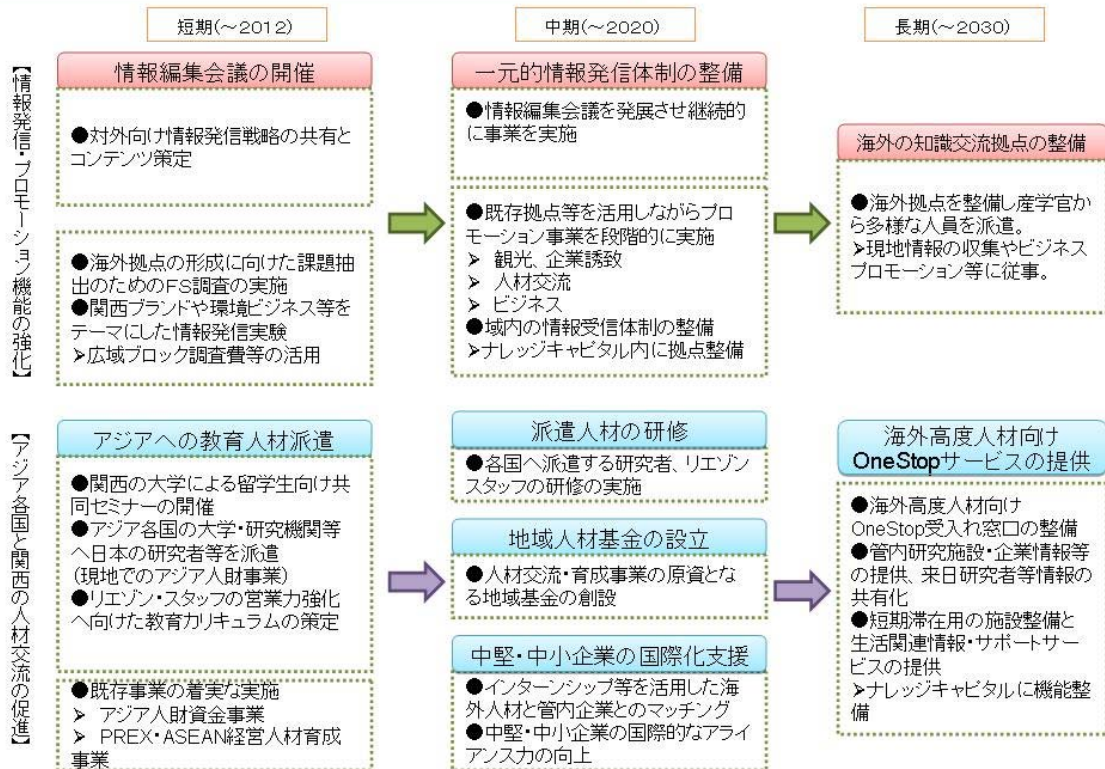 短期(～2012)
中期(～2020)
長期(～2030)
【情報発信・プロモーション機能の強化】
情報編集会議の開催
●対外向け情報発信戦略の共有と
コンテンツ策定
●海外拠点の形成に向けた課題抽
出のためのＦＳ調査の実施
●関西ブランドや環境ビジネス等を
テーマにした情報発信実験
➢広域ブロック調査費等の活用
一元的情報発信体制の整備
●情報編集会議を発展させ継続的
に事業を実施
●既存拠点等を活用しながらプロ
モーション事業を段階的に実施
➢ 観光、企業誘致
➢ 人材交流
➢ ビジネス
●域内の情報受信体制の整備
➢ナレッジキャピタル内に拠点整備
海外の知識交流拠点の整備
●海外拠点を整備し産学官から
多様な人員を派遣。
➢現地情報の収集やビジネス
プロモーション等に従事。
【アジア各国と関西の人材交流の促進】
アジアへの教育人材派遣
●関西の大学による留学生向け共
同セミナーの開催
●アジア各国の大学・研究機関等
へ日本の研究者等を派遣
(現地でのアジア人財事業)
●リエゾン・スタッフの営業力強化
へ向けた教育カリキュラムの策定
●既存事業の着実な実施
➢ アジア人財資金事業
➢ PREX・ASEAN経営人材育成
事業
派遣人材の研修
●各国へ派遣する研究者、リエゾン
スタッフの研修の実施
地域人材基金の設立
●人材交流・育成事業の原資とな
る地域基金の創設
中堅・中小企業の国際化支援
●インターンシップ等を活用した海
外人材と管内企業とのマッチング
●中堅・中小企業の国際的なアライ
アンス力の向上
海外高度人材向け
OneStopサービスの提供
●海外高度人材向け
OneStop受入れ窓口の整備
●管内研究施設・企業情報等
の提供、来日研究者等情報の
共有化
●短期滞在用の施設整備と
生活関連情報・サポートサー
ビスの提供
➢ナレッジキャピタルに機能整
備